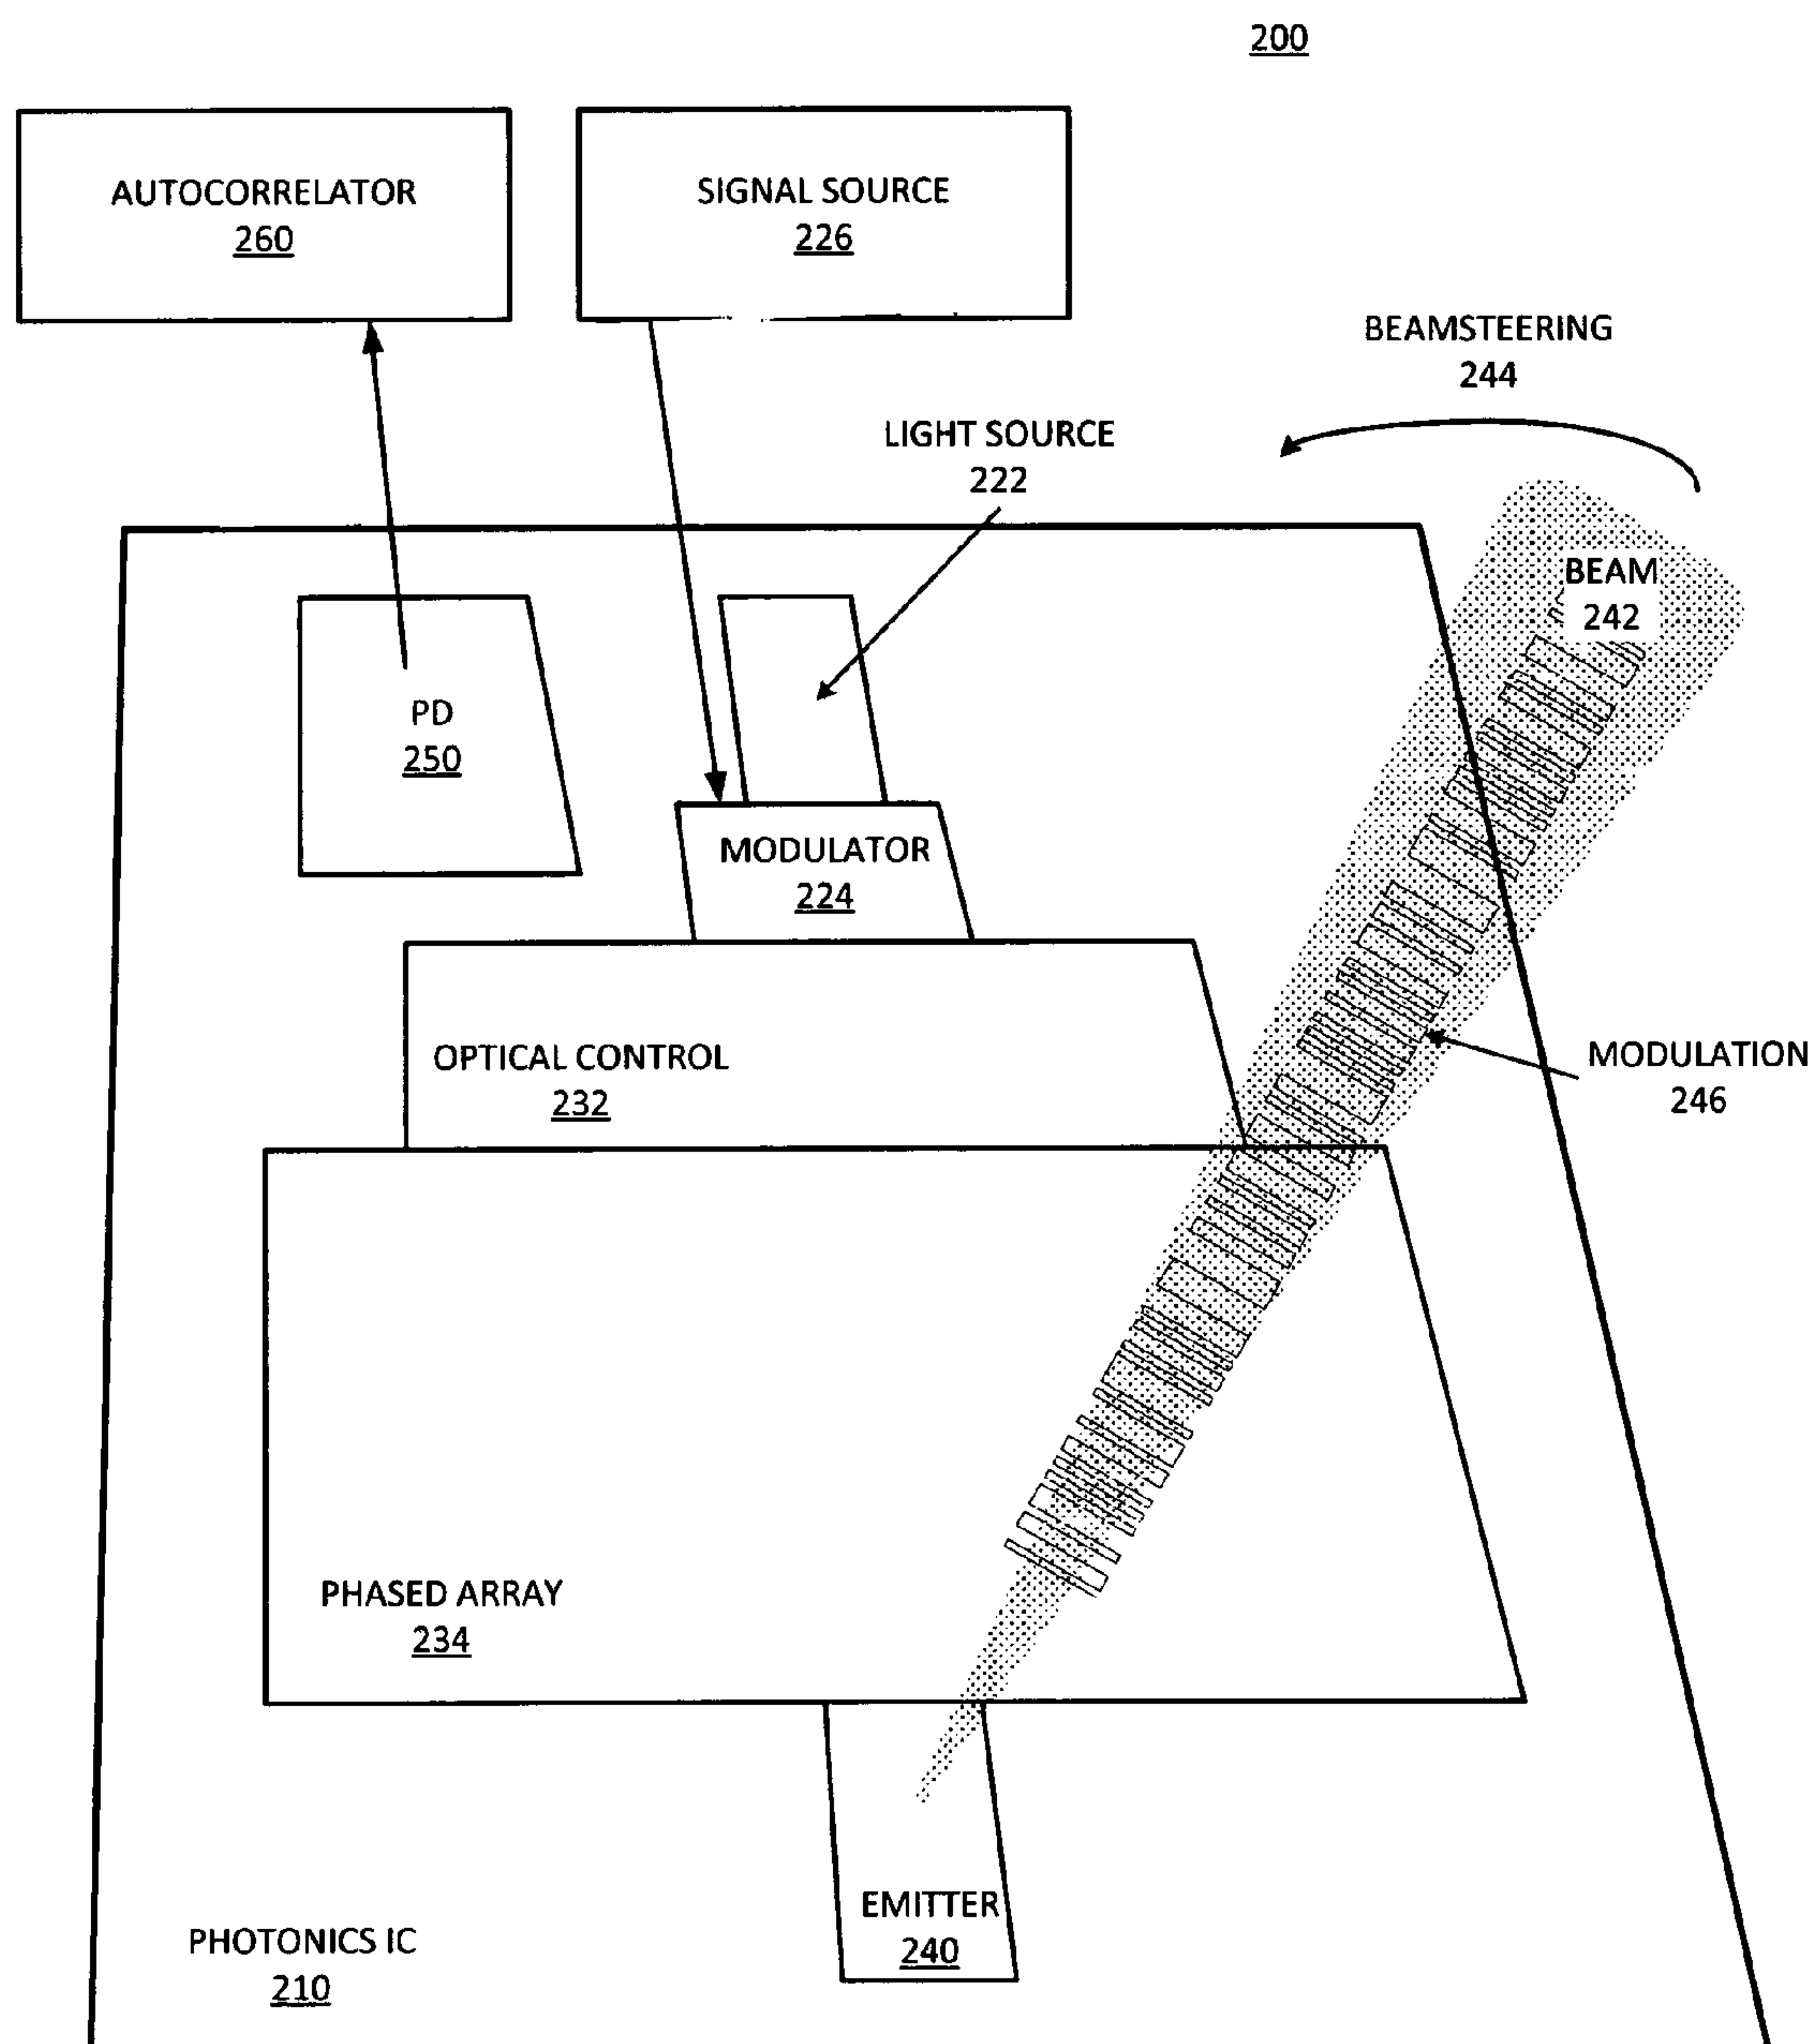 200
AUTOCORRELATOR
260
SIGNAL SOURCE
226
BEAMSTEERING
244
LIGHT SOURCE
222
BEAM
242
PD
250
MODULATOR
224
OPTICAL CONTROL
232
MODULATION
246
PHASED ARRAY
234
EMITTER
240
PHOTONICS IC
210